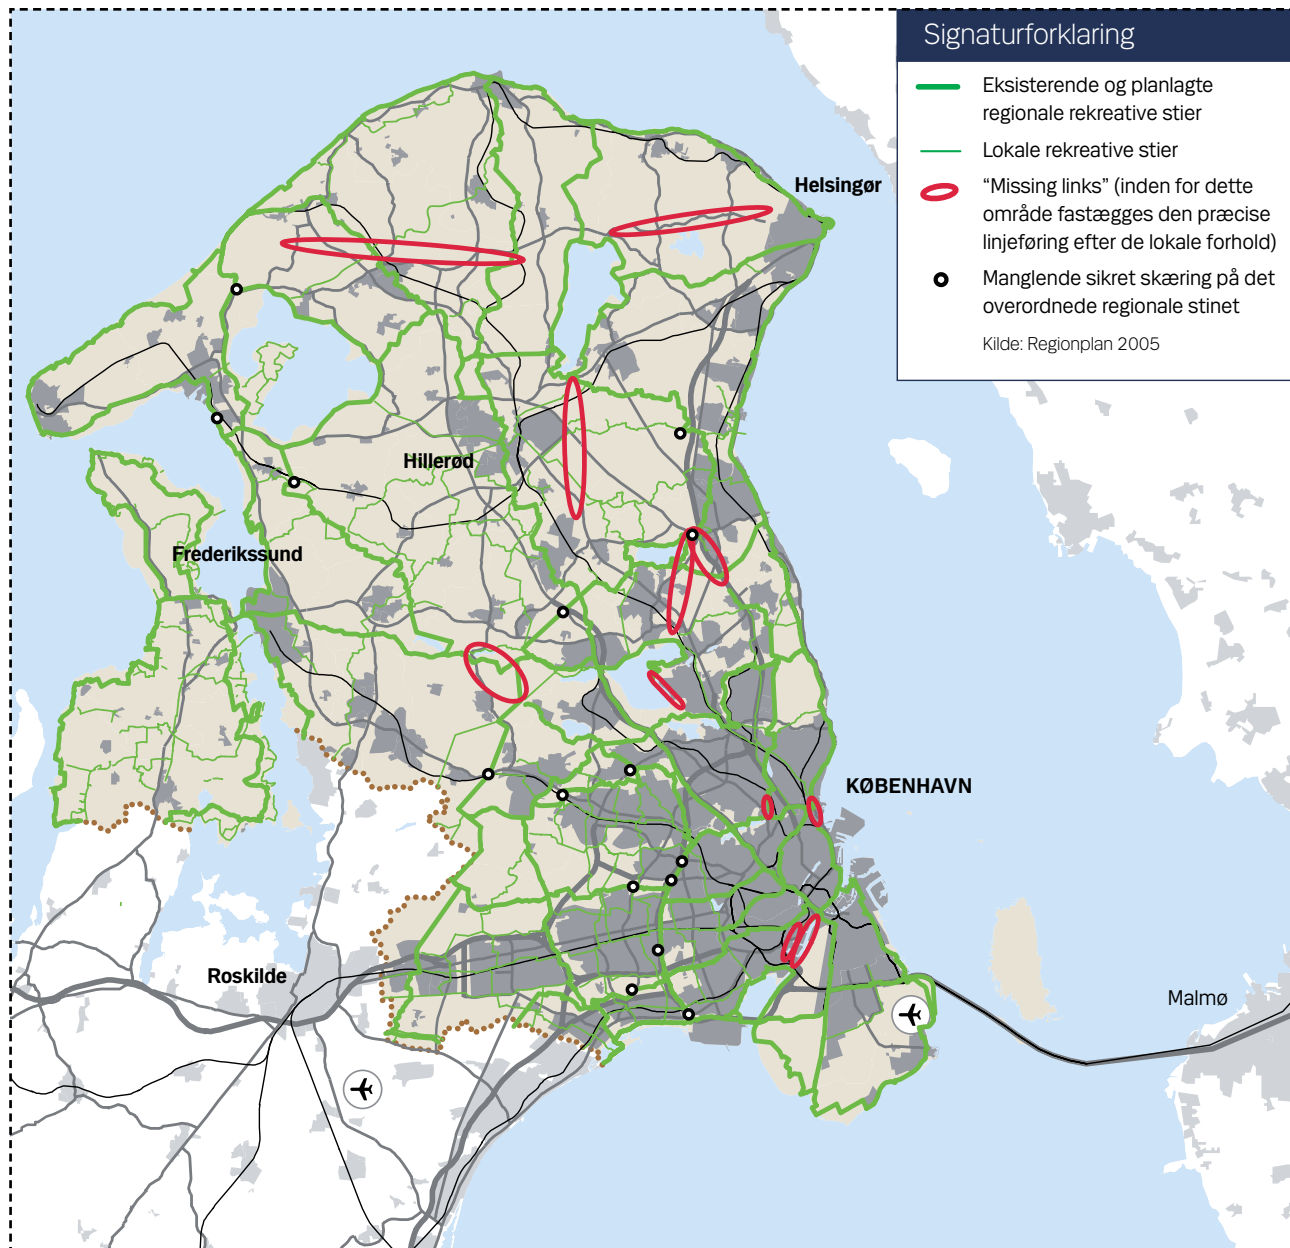 Signaturforklaring
Eksisterende og planlagte
regionale rekreative stier
Lokale rekreative stier
“Missing links” (inden for dette
område fastægges den præcise
linjeføring efter de lokale forhold)
Manglende sikret skæring på det
overordnede regionale stinet
Kilde: Regionplan 2005
Helsingør
Hillerød
Frederikssund
KØBENHAVN
Roskilde
Malmø